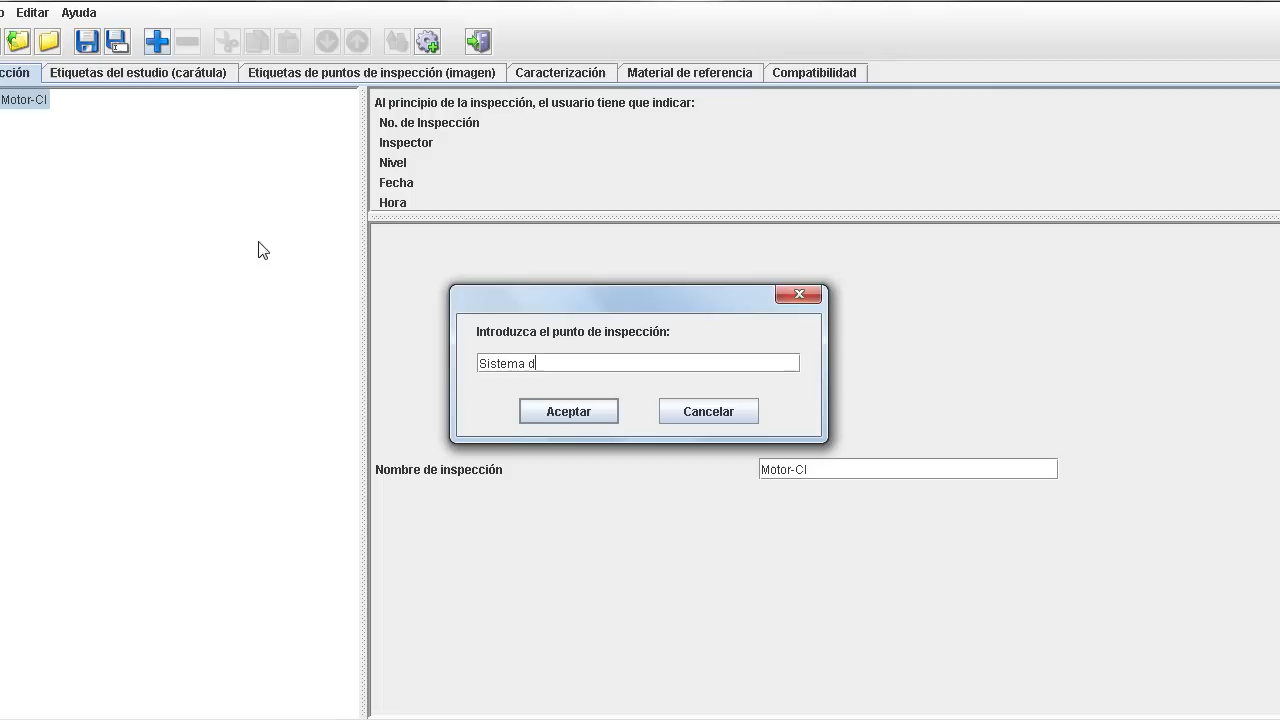 o Editar Ayuda
cción Etiquetas del estudio (carátula) Etiquetas de puntos de inspección (imagen) Caracterización Material de referencia Compatibilidad
Motor-CI
Al principio de la inspección, el usuario tiene que indicar:
No. de Inspección
Inspector
Nivel
Fecha
Hora
Introduzca el punto de inspección:
Sistema d
Aceptar Cancelar
Nombre de inspección Motor-CI